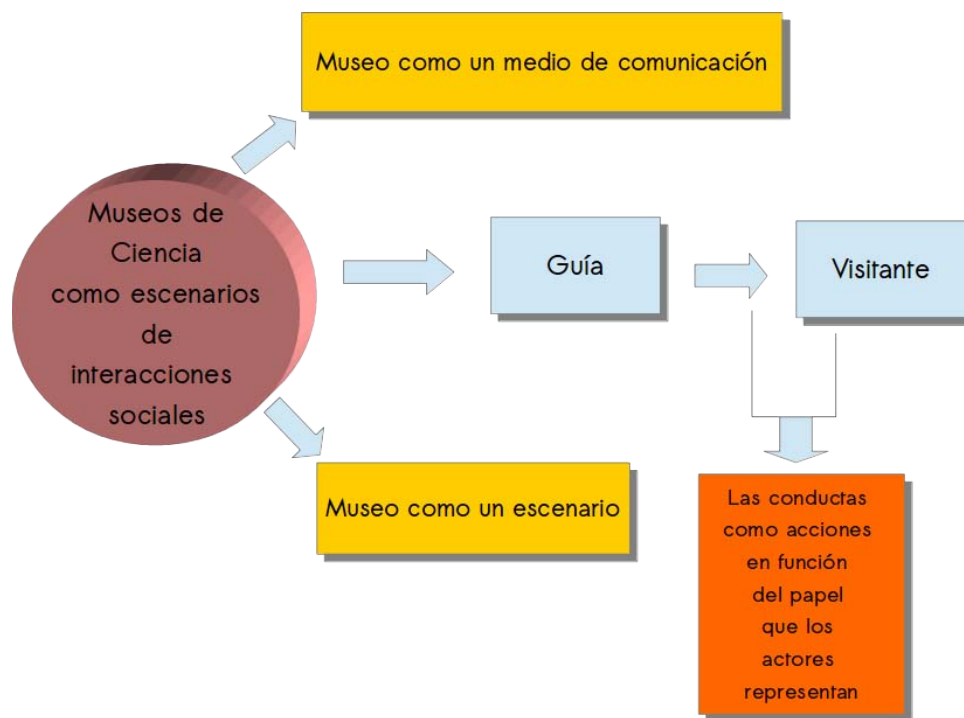 Museo como un medio de comunicación
Museos de
Ciencia
como escenarios
de
interacciones
sociales
Guía
Visitante
Museo como un escenario
Las conductas
como acciones
en función
del papel
que los
actores
representan